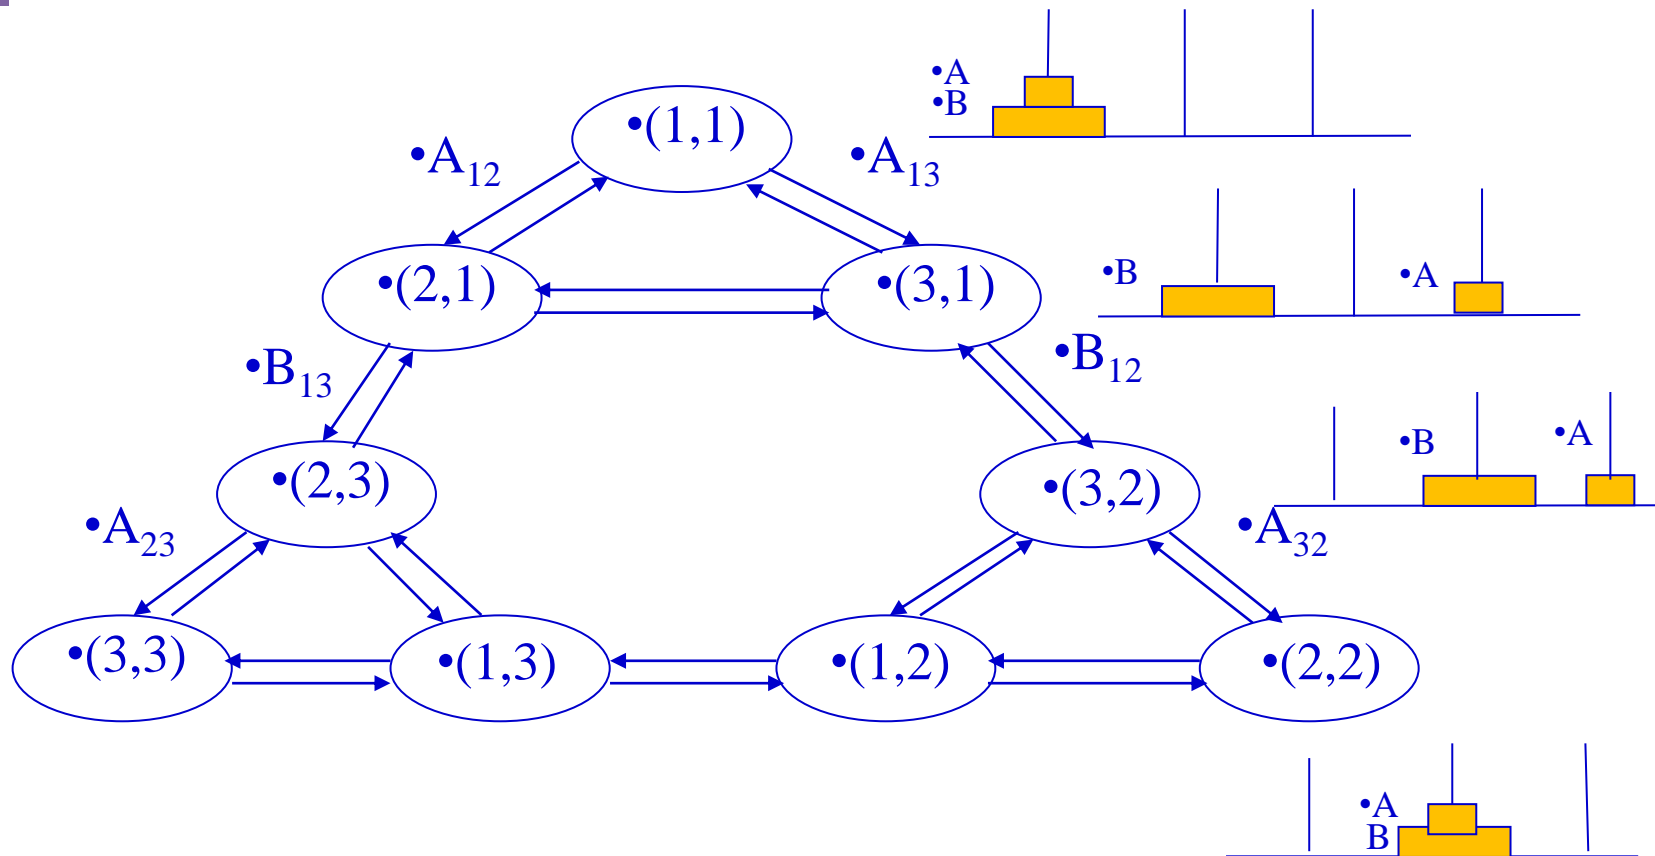 •A
•B
•(1,1)
•A12
•A13
•(2,1)
•(3,1)
•B
•A
•B13
•B12
•(2,3)
•(3,2)
•B
•A
•A23
•A32
•(3,3)
•(1,3)
•(1,2)
•(2,2)
•A
B